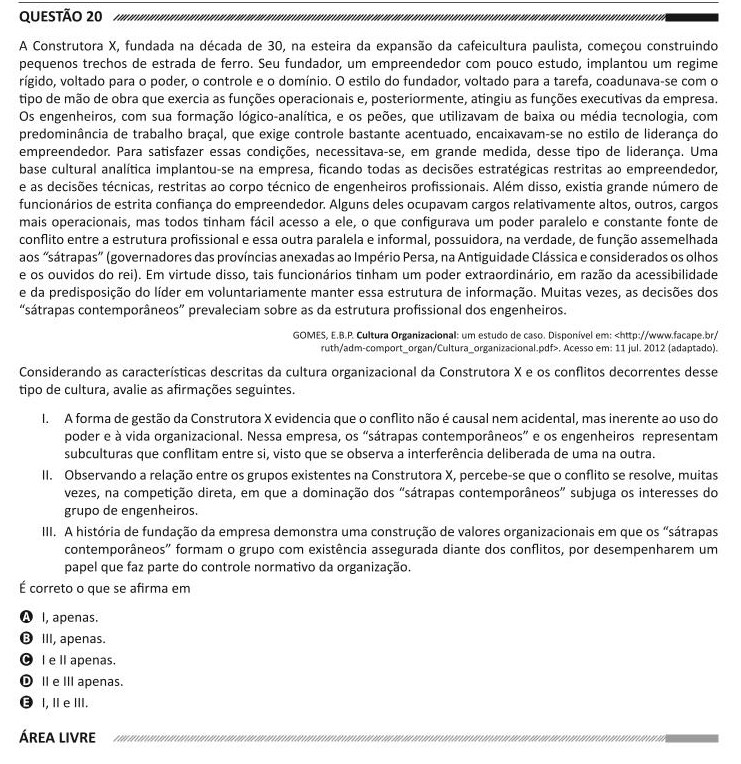 QUESTÃO 20
A Construtora X, fundada na década de 30, na esteira da expansão da cafeicultura paulista, começou construindo
pequenos trechos de estrada de ferro. Seu fundador, um empreendedor com pouco estudo, implantou um regime
rígido, voltado para o poder, o controle e o domínio. O estilo do fundador, voltado para a tarefa, coadunava-se com o
tipo de mão de obra que exercia as funções operacionais e, posteriormente, atingiu as funções executivas da empresa.
Os engenheiros, com sua formação lógico-analítica, e os peões, que utilizavam de baixa ou média tecnologia, com
predominância de trabalho braçal, que exige controle bastante acentuado, encaixavam-se no estilo de liderança do
empreendedor. Para satisfazer essas condições, necessitava-se, em grande medida, desse tipo de liderança. Uma
base cultural analítica implantou-se na empresa, ficando todas as decisões estratégicas restritas ao empreendedor,
e as decisões técnicas, restritas ao corpo técnico de engenheiros profissionais. Além disso, existia grande número de
funcionários de estrita confiança do empreendedor. Alguns deles ocupavam cargos relativamente altos, outros, cargos
mais operacionais, mas todos tinham fácil acesso a ele, o que configurava um poder paralelo e constante fonte de
conflito entre a estrutura profissional e essa outra paralela e informal, possuidora, na verdade, de função assemelhada
aos “sátrapas” (governadores das províncias anexadas ao Império Persa, na Antiguidade Clássica e considerados os olhos
e os ouvidos do rei). Em virtude disso, tais funcionários tinham um poder extraordinário, em razão da acessibilidade
e da predisposição do líder em voluntariamente manter essa estrutura de informação. Muitas vezes, as decisões dos
“sátrapas contemporâneos” prevaleciam sobre as da estrutura profissional dos engenheiros.
GOMES, E.B.P. Cultura Organizacional: um estudo de caso. Disponível em: <http://www.facape.br/
ruth/adm-comport_organ/Cultura_organizacional.pdf>. Acesso em: 11 jul. 2012 (adaptado).
Considerando as características descritas da cultura organizacional da Construtora X e os conflitos decorrentes desse
tipo de cultura, avalie as afirmações seguintes.
I. A forma de gestão da Construtora X evidencia que o conflito não é causal nem acidental, mas inerente ao uso do
poder e à vida organizacional. Nessa empresa, os “sátrapas contemporâneos” e os engenheiros representam
subculturas que conflitam entre si, visto que se observa a interferência deliberada de uma na outra.
II. Observando a relação entre os grupos existentes na Construtora X, percebe-se que o conflito se resolve, muitas
vezes, na competição direta, em que a dominação dos “sátrapas contemporâneos” subjuga os interesses do
grupo de engenheiros.
III. A história de fundação da empresa demonstra uma construção de valores organizacionais em que os “sátrapas
contemporâneos” formam o grupo com existência assegurada diante dos conflitos, por desempenharem um
papel que faz parte do controle normativo da organização.
É correto o que se afirma em
A I, apenas.
B III, apenas.
C I e II apenas.
D II e III apenas.
E I, II e III.
ÁREA LIVRE